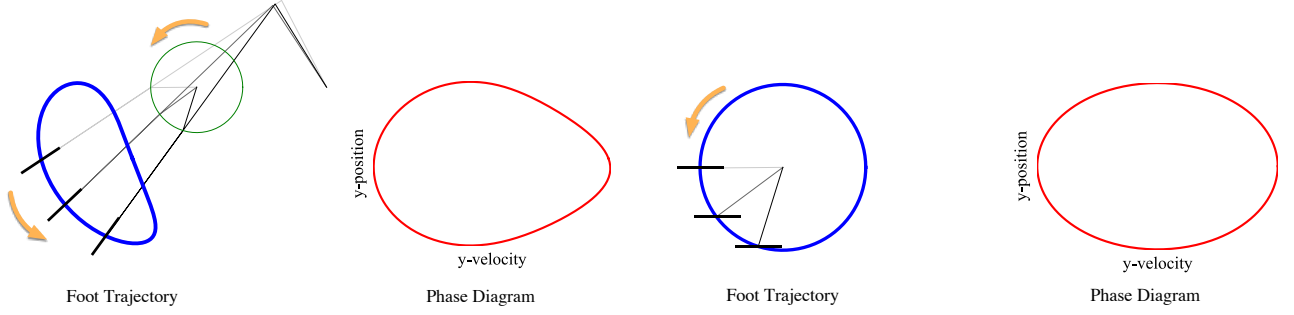 y-position
y-velocity
Foot Trajectory
Phase Diagram
y-position
y-velocity
Foot Trajectory
Phase Diagram